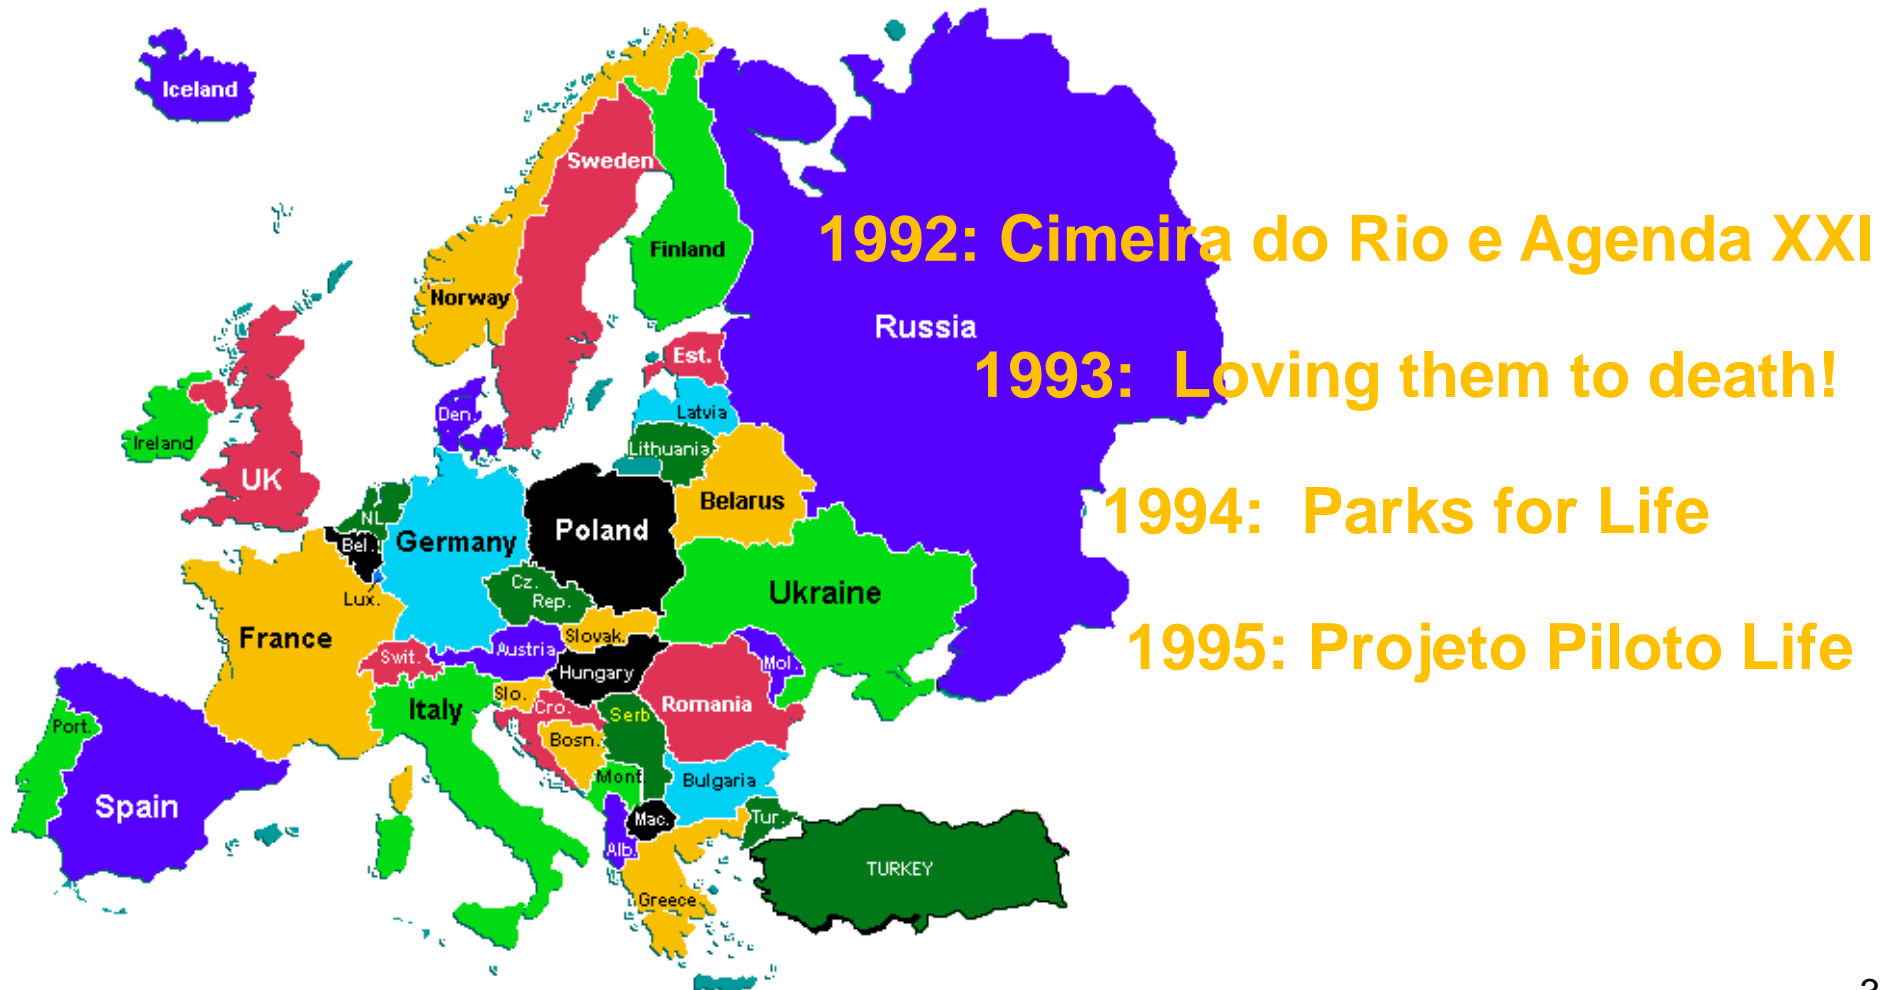 Iceland
Sweden
Finland
Norway
1992: Cimeira do Rio e Agenda XXI
Russia
Est.
1993: Loving them to death!
Den.
Latvia
Ireland
Lithuania
UK
Belarus
NL
1994: Parks for Life
Bel.
Germany
Poland
Cz.
Rep.
Lux.
Ukraine
France
Slovak.
Austria
1995: Projeto Piloto Life
Swit.
Hungary
Mol.
Slo.
Cro.
Italy
Serb
Romania
Port.
Bosn.
Mont.
Bulgaria
Spain
Mac.
Tur.
Alb.
TURKEY
Greece
3